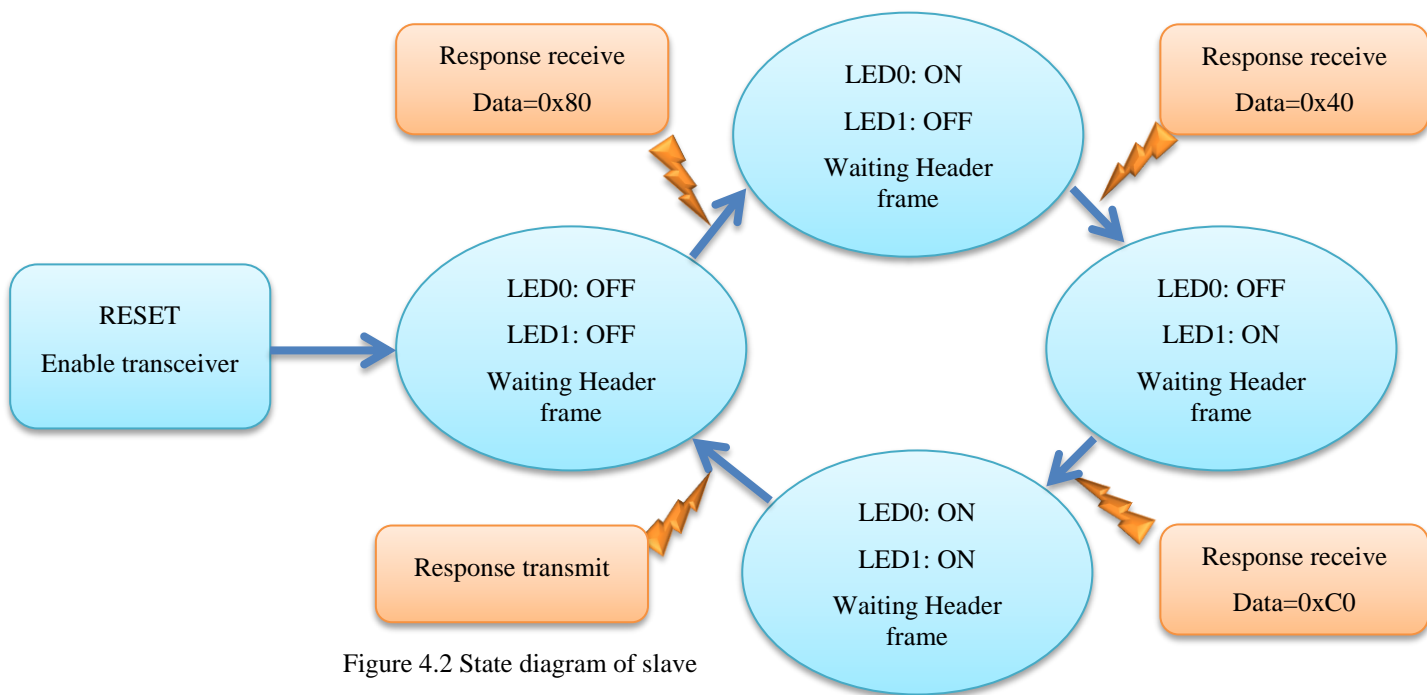 Response receive
Data=0x80
LED0: ON
LED1: OFF
Waiting Header
frame
Response receive
Data=0x40
RESET
Enable transceiver
LED0: OFF
LED1: OFF
Waiting Header
frame
LED0: OFF
LED1: ON
Waiting Header
frame
Response transmit
LED0: ON
LED1: ON
Waiting Header
frame
Response receive
Data=0xC0
Figure 4.2 State diagram of slave